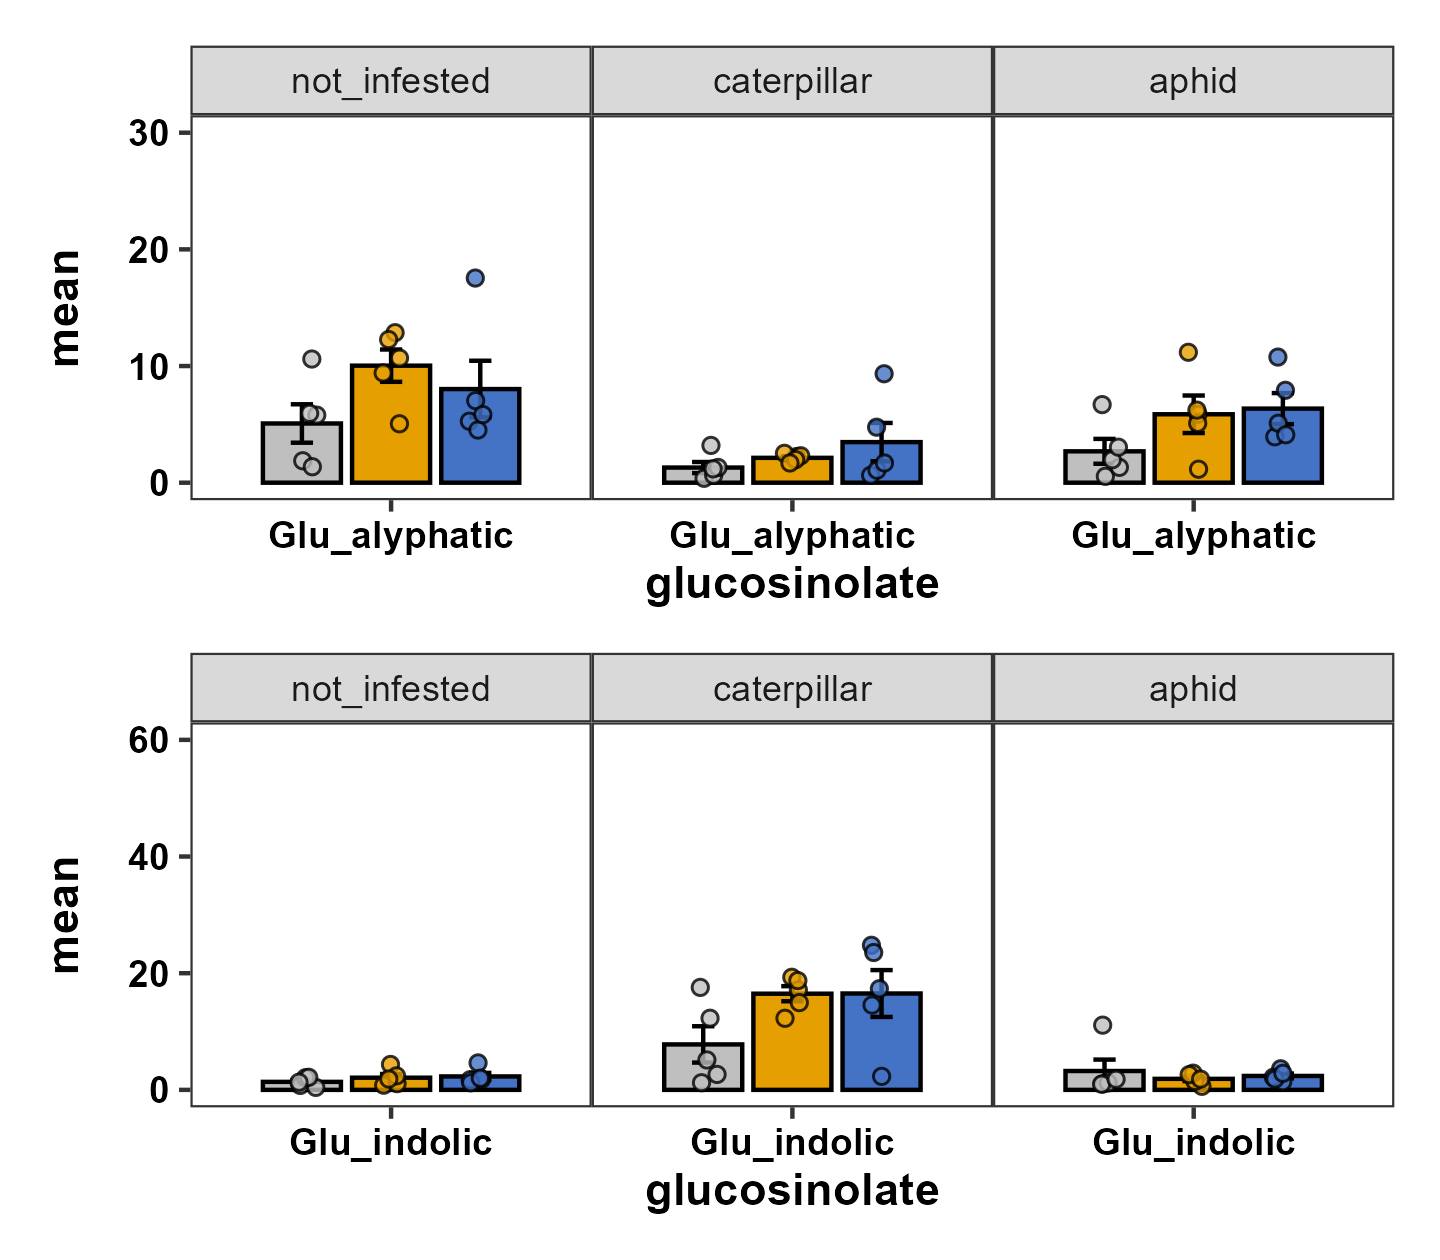 not_infested caterpillar aphid
30
20
10
0
mean
Glu_alyphatic Glu_alyphatic Glu_alyphatic
glucosinolate
not_infested caterpillar aphid
60
40
20
0
mean
Glu_indolic Glu_indolic Glu_indolic
glucosinolate